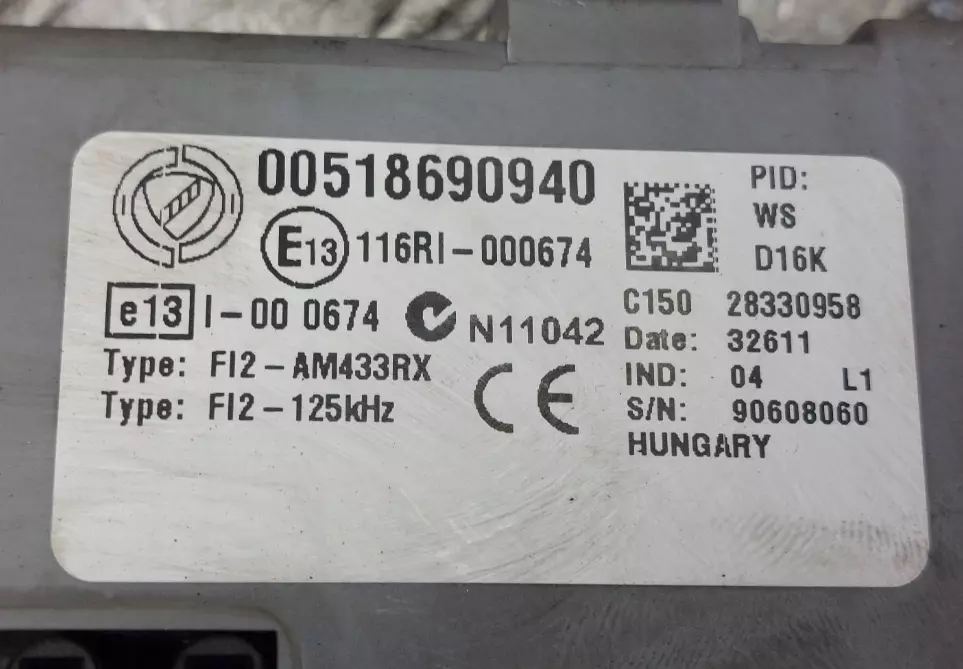 00518690940
E13 116RI-000674
e13 I-00 0674
N11042
Type: FI2-AM433RX
Type: FI2-125kHz
CE
PID:
WS
D16K
C150 28330958
Date: 32611
IND: 04 L1
S/N: 90608060
HUNGARY